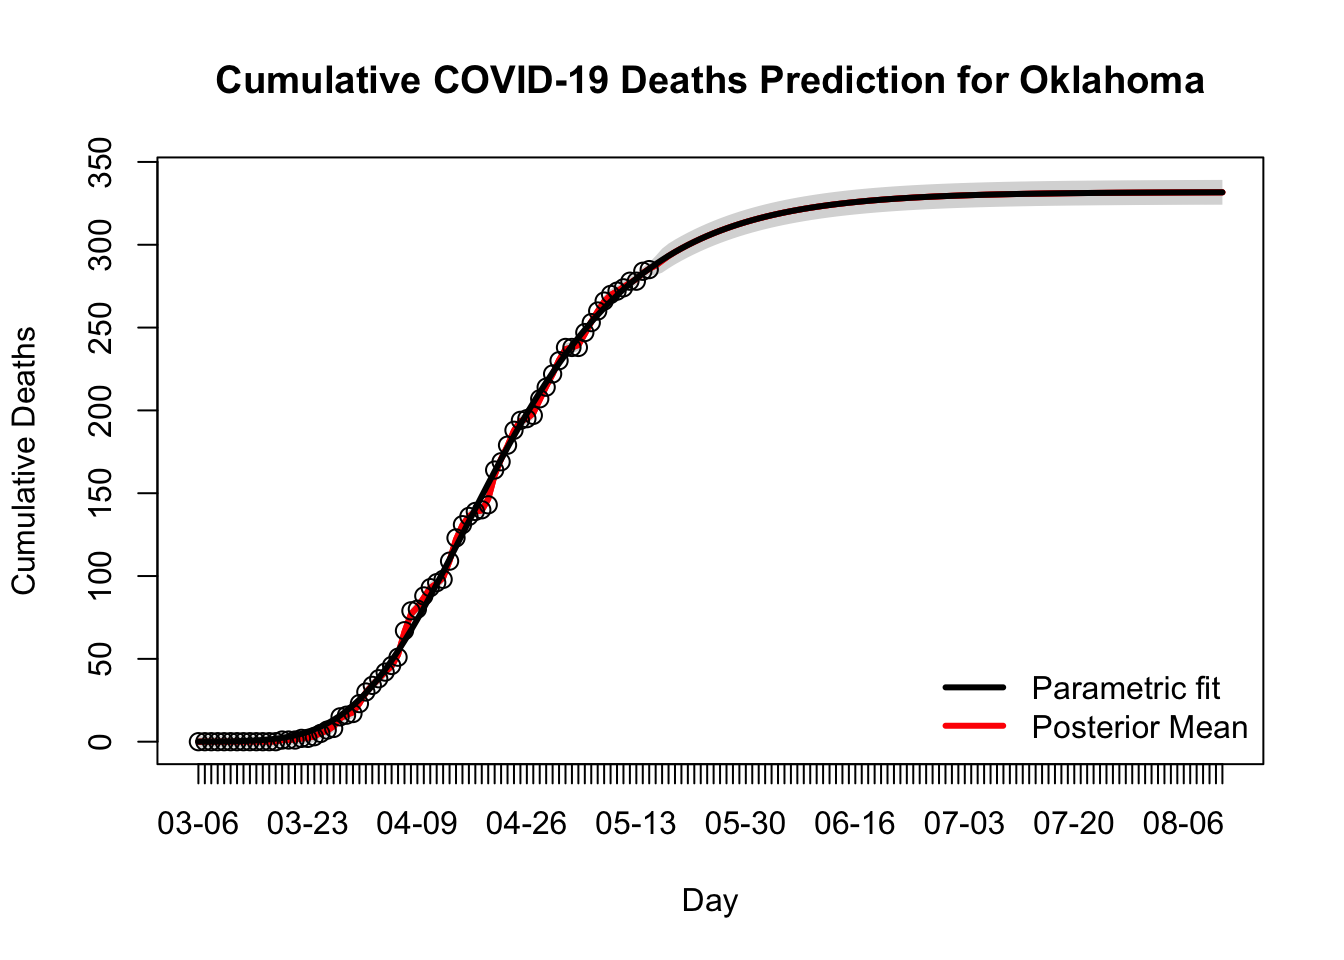 Cumulative COVID-19 Deaths Prediction for Oklahoma
Cumulative Deaths
350
300
250
200
150
100
50
0
Parametric fit
Posterior Mean
03-06 03-23 04-09 04-26 05-13 05-30 06-16 07-03 07-20 08-06
Day